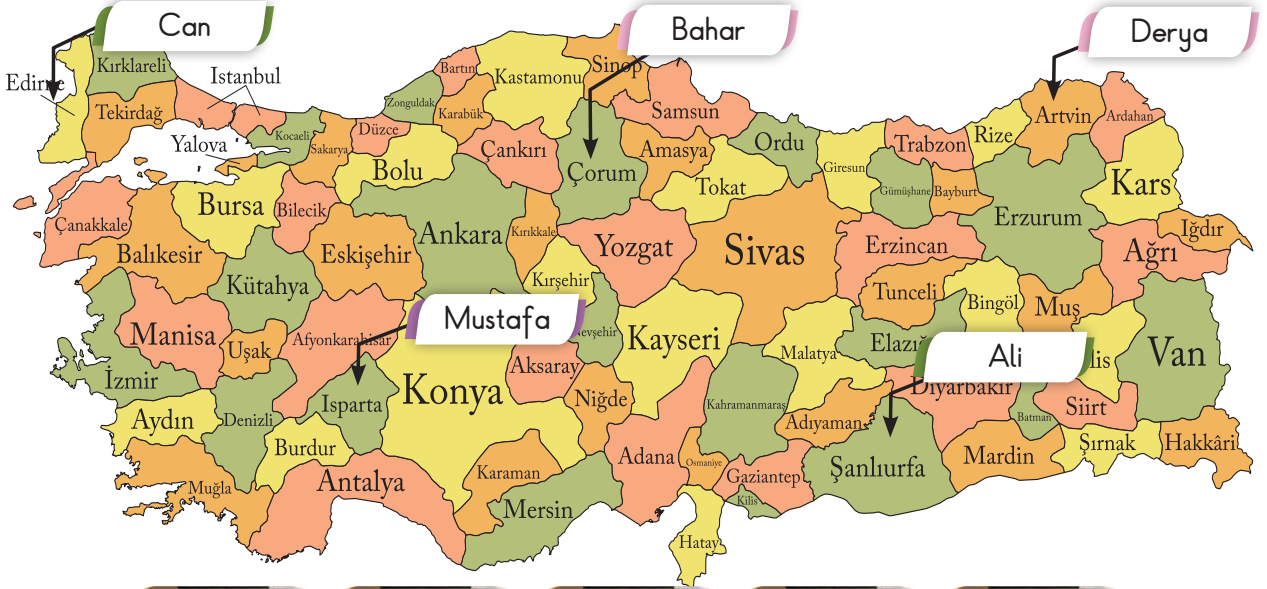 Can
Bahar
Derya
Kırklareli
Istanbul
Edirne
Tekirdağ
Yalova
Kocaeli
Sakarya
Düzce
Zonguldak
Bartın
Karabük
Kastamonu
Sinop
Samsun
Bolu
Çankırı
Çorum
Amasya
Tokat
Ordu
Giresun
Trabzon
Gümüşhane
Bayburt
Rize
Artvin
Ardahan
Kars
Iğdır
Ağrı
Erzurum
Erzincan
Sivas
Yozgat
Kırıkkale
Ankara
Eskişehir
Bilecik
Bursa
Çanakkale
Balıkesir
Kütahya
Kırşehir
Tunceli
Bingöl
Muş
Mustafa
Manisa
Uşak
Afyonkarahisar
Nevşehir
Kayseri
Malatya
Elazığ
Ali
lis
Van
İzmir
Aydın
Denizli
Isparta
Konya
Aksaray
Niğde
Kahramanmaraş
Adıyaman
Diyarbakır
Batman
Siirt
Burdur
Muğla
Antalya
Karaman
Mersin
Adana
Osmaniye
Gaziantep
Kilis
Hatay
Şanlıurfa
Mardin
Şırnak
Hakkâri